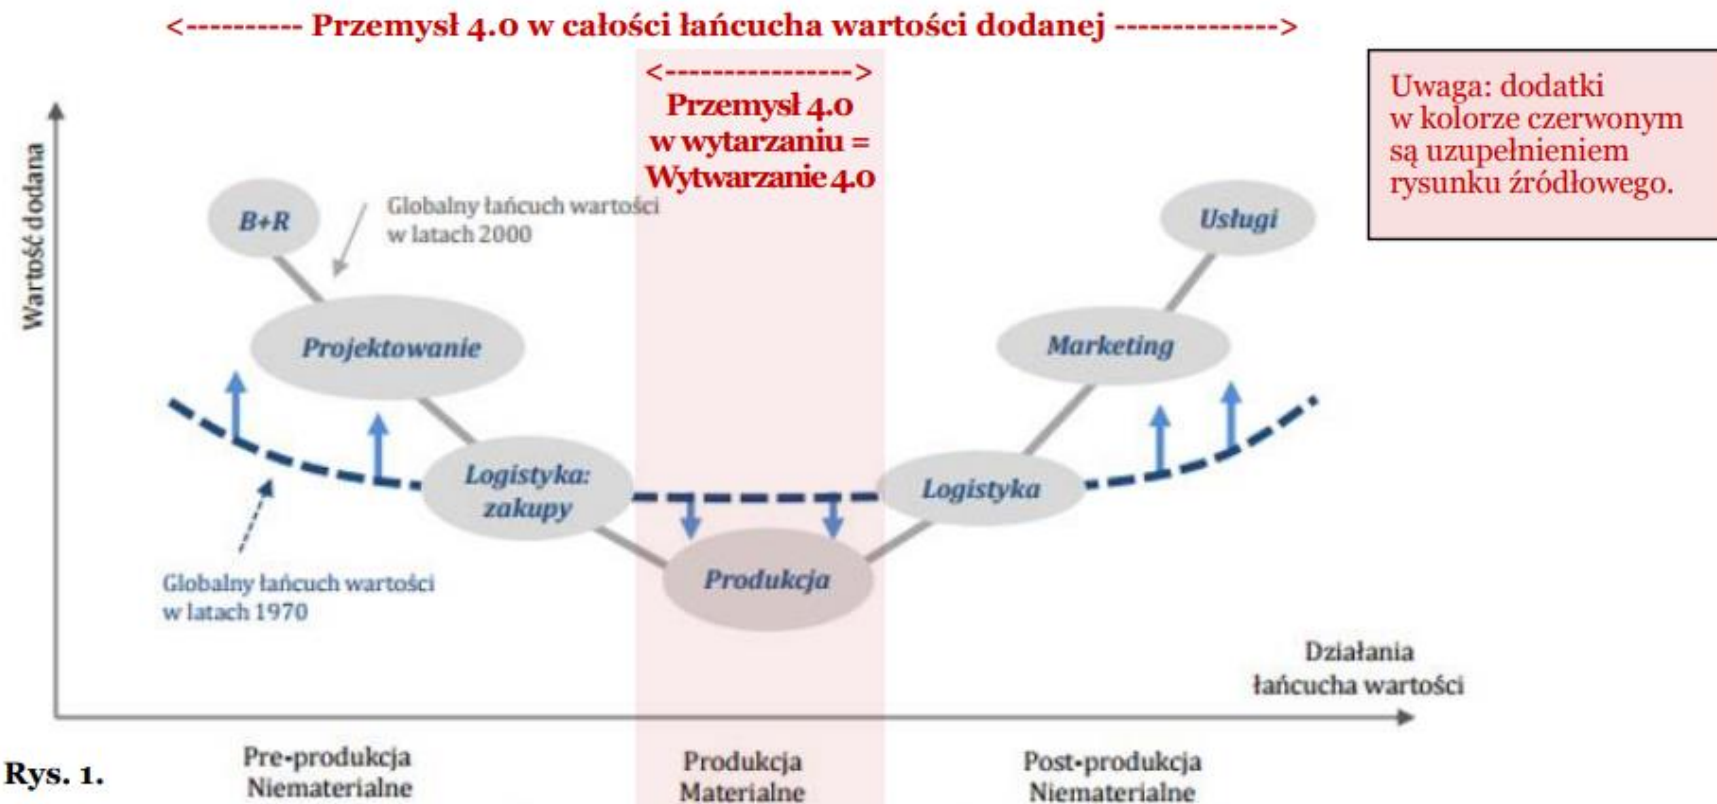 <---------- Przemysł 4.0 w całości łańcucha wartości dodanej ------------->
<---------------->
Przemysł 4.0
w wytarzaniu =
Wytwarzanie 4.0
Uwaga: dodatki
w kolorze czerwonym
są uzupełnieniem
rysunku źródłowego.
Wartość dodana
B+R
Globalny łańcuch wartości
w latach 2000
Usługi
Projektowanie
Marketing
Logistyka:
zakupy
Logistyka
Produkcja
Globalny łańcuch wartości
w latach 1970
Działania
łańcucha wartości
Rys. 1.
Pre-produkcja
Niematerialne
Produkcja
Materialne
Post-produkcja
Niematerialne